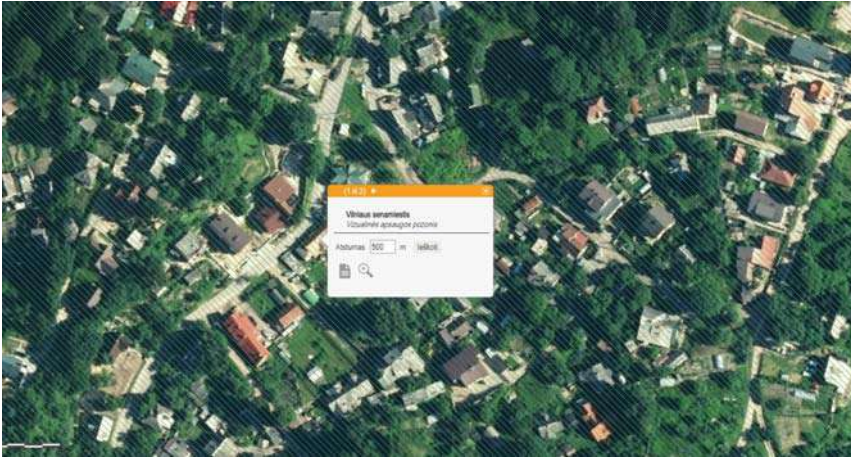 (1 iš 2)
Vilniaus senamiestis
Vizualinės apsaugos pozonis
Atstumas 500 m Ieškoti